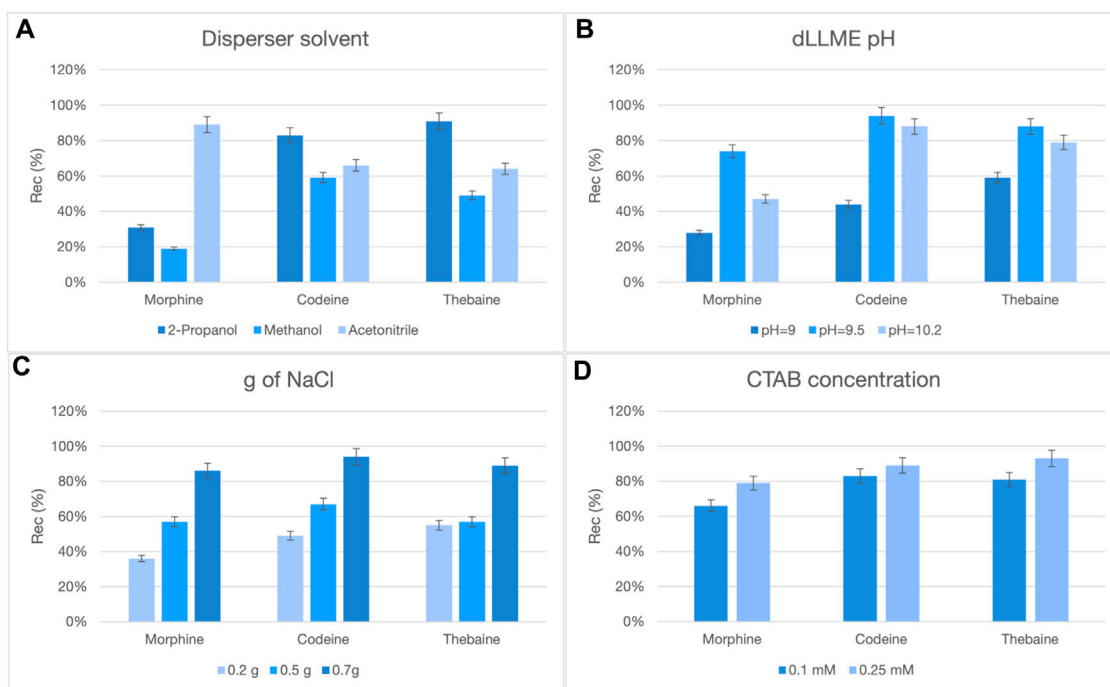 A
Disperser solvent
120%
100%
80%
60%
40%
20%
0%
Rec (%)
Morphine Codeine Thebaine
2-Propanol Methanol Acetonitrile
B
dLLME pH
120%
100%
80%
60%
40%
20%
0%
Rec (%)
Morphine Codeine Thebaine
pH=9 pH=9.5 pH=10.2
C
g of NaCl
120%
100%
80%
60%
40%
20%
0%
Rec (%)
Morphine Codeine Thebaine
0.2 g 0.5 g 0.7g
D
CTAB concentration
120%
100%
80%
60%
40%
20%
0%
Rec (%)
Morphine Codeine Thebaine
0.1 mM 0.25 mM